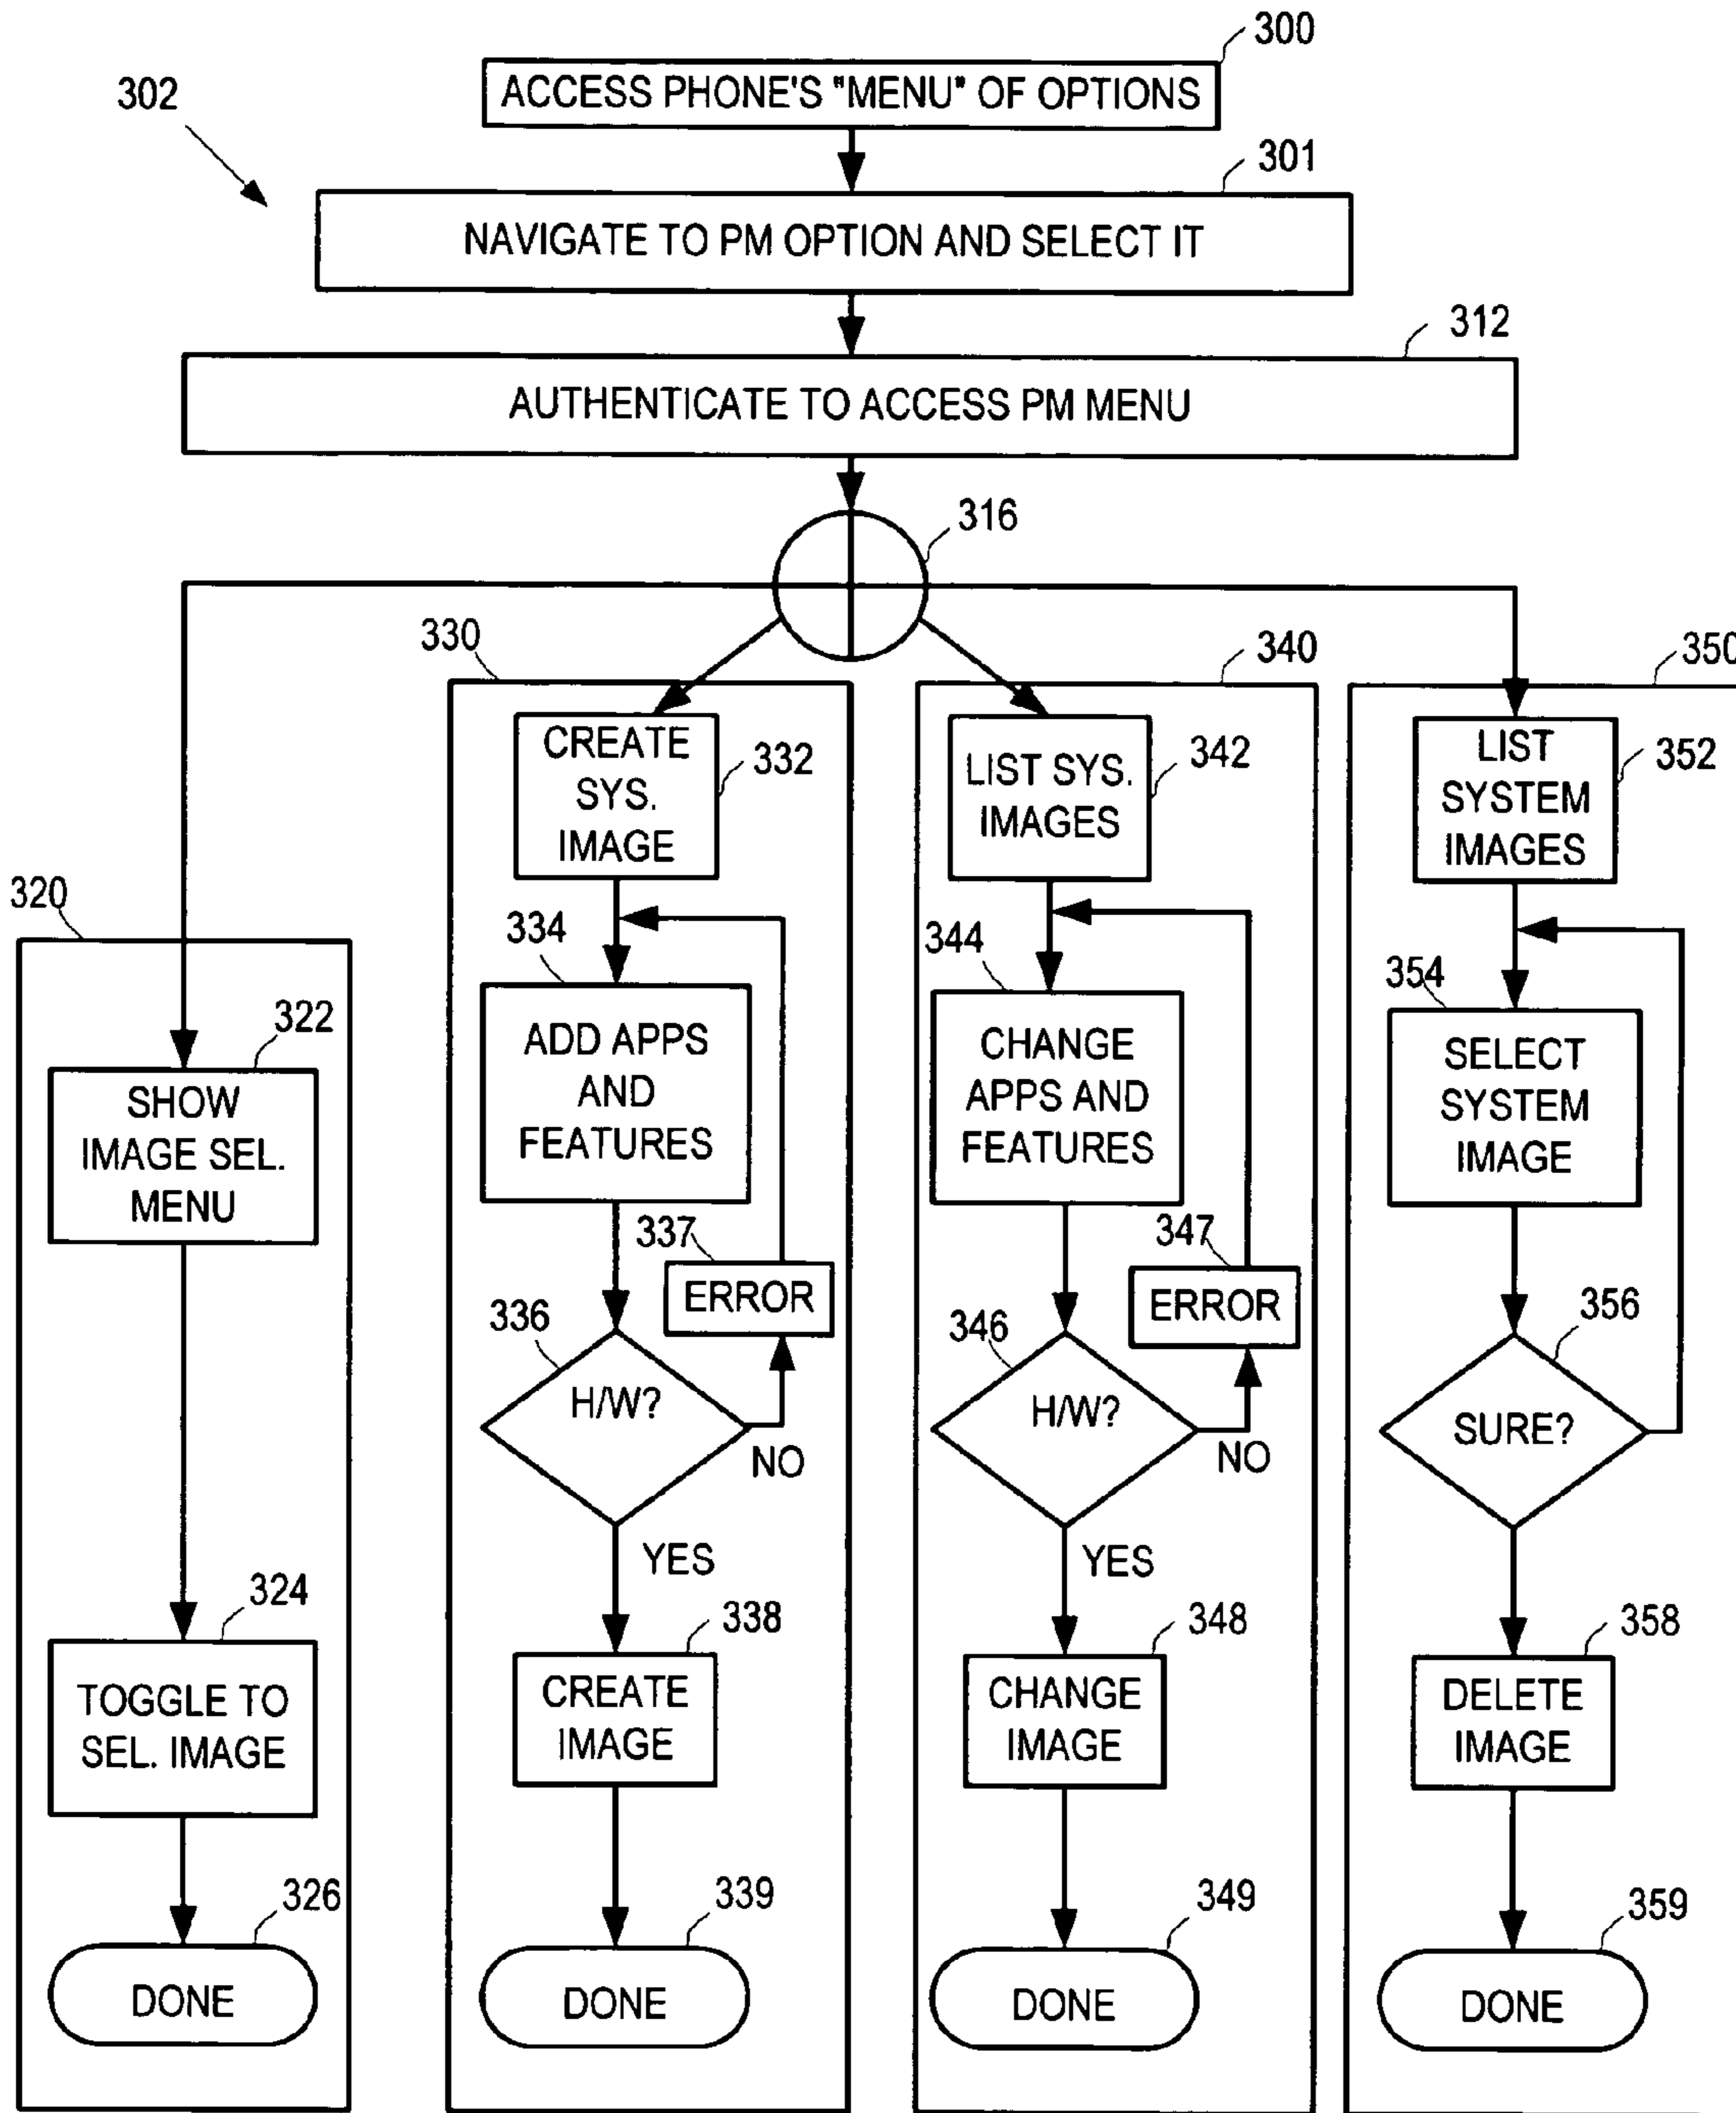 300
ACCESS PHONE'S "MENU" OF OPTIONS
302
301
NAVIGATE TO PM OPTION AND SELECT IT
312
AUTHENTICATE TO ACCESS PM MENU
316
320
322
SHOW
IMAGE SEL.
MENU
324
TOGGLE TO
SEL. IMAGE
326
DONE
330
332
CREATE
SYS.
IMAGE
334
ADD APPS
AND
FEATURES
337
ERROR
336
H/W?
NO
YES
338
CREATE
IMAGE
339
DONE
340
342
LIST SYS.
IMAGES
344
CHANGE
APPS AND
FEATURES
347
ERROR
346
H/W?
NO
YES
348
CHANGE
IMAGE
349
DONE
350
352
LIST
SYSTEM
IMAGES
354
SELECT
SYSTEM
IMAGE
356
SURE?
358
DELETE
IMAGE
359
DONE